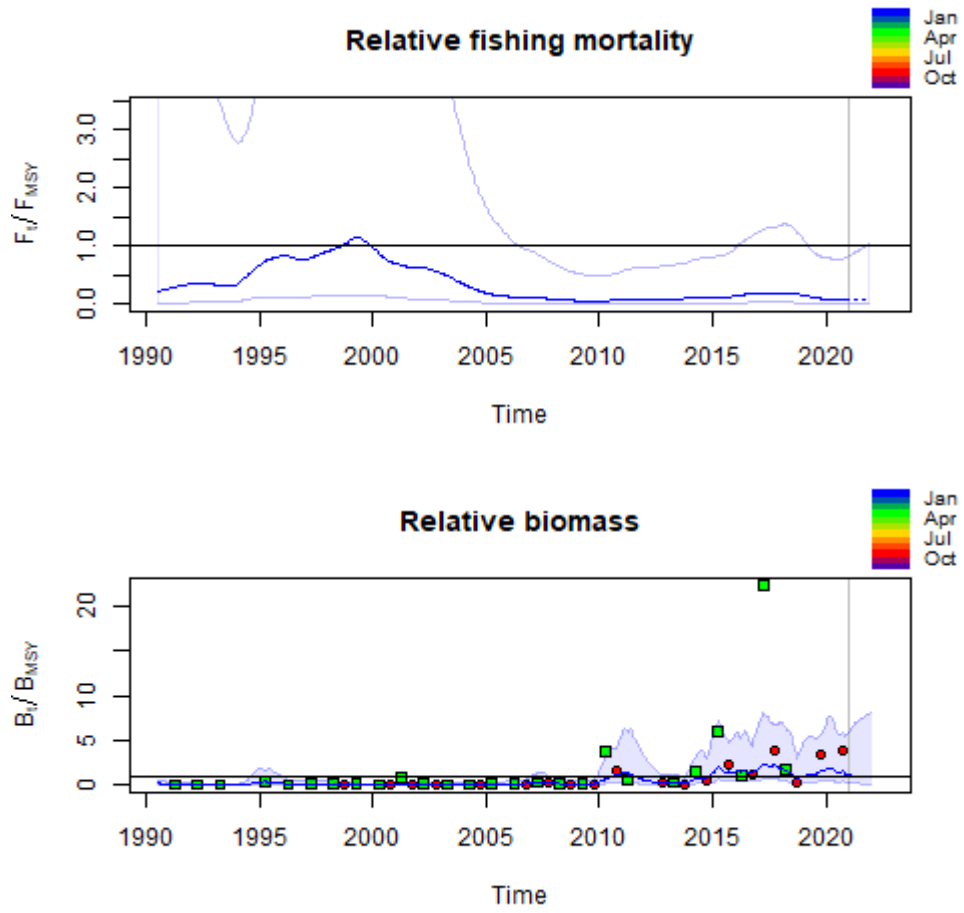 Relative fishing mortality
Jan
Apr
Jul
Oct
Ft/FMSY
3.0
2.0
1.0
0.0
1990 1995 2000 2005 2010 2015 2020
Time
Relative biomass
Jan
Apr
Jul
Oct
Bt/BMSY
20
10
5
0
1990 1995 2000 2005 2010 2015 2020
Time